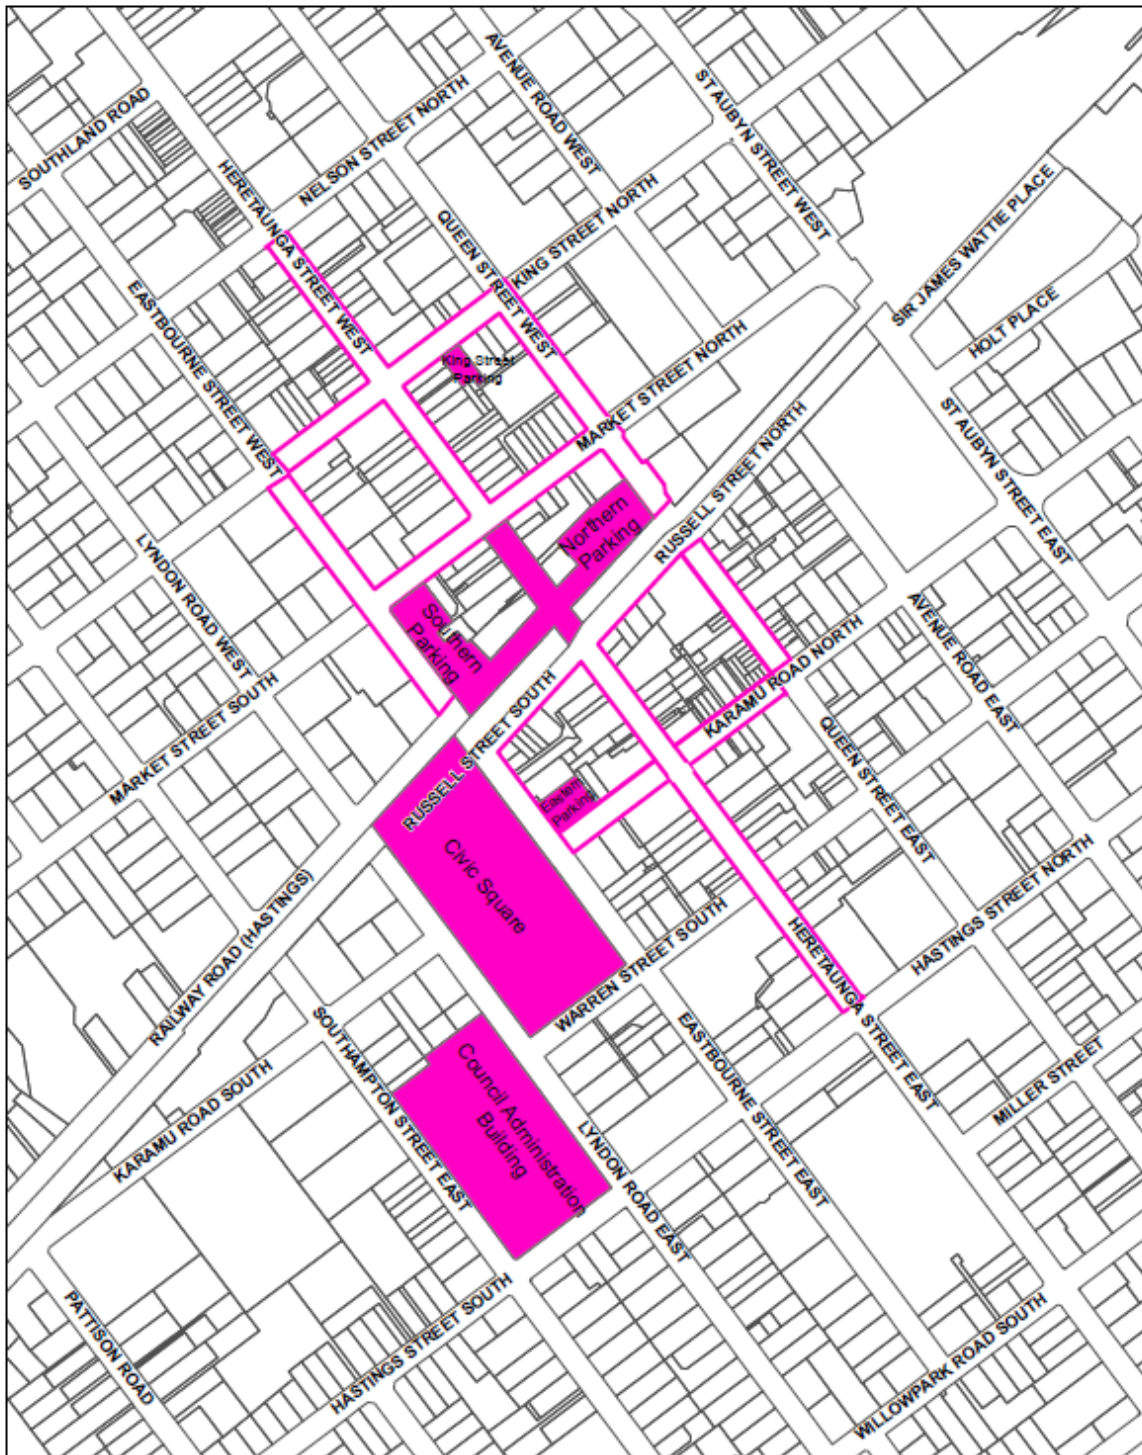 AVENUE ROAD WEST
ST AUBYN STREET WEST
SOUTHLAND ROAD
NELSON STREET NORTH
HERETAUNGA STREET WEST
QUEEN STREET WEST
KING STREET NORTH
SIR JAMES WATTIE PLACE
HOLT PLACE
EASTBOURNE STREET WEST
King Street
Parking
MARKET STREET NORTH
RUSSELL STREET NORTH
ST AUBYN STREET EAST
Northern
Parking
LYNDON ROAD WEST
Southern
Parking
AVENUE ROAD EAST
KARAMU ROAD NORTH
MARKET STREET SOUTH
RUSSELL STREET SOUTH
QUEEN STREET EAST
Eastern
Parking
Civic Square
HASTINGS STREET NORTH
RAILWAY ROAD (HASTINGS)
WARREN STREET SOUTH
HERETAUNGA STREET EAST
SOUTHAMPTON STREET EAST
EASTBOURNE STREET EAST
MILLER STREET
KARAMU ROAD SOUTH
Council Administration
Building
LYNDON ROAD EAST
PATTISON ROAD
HASTINGS STREET SOUTH
WILLOWPARK ROAD SOUTH